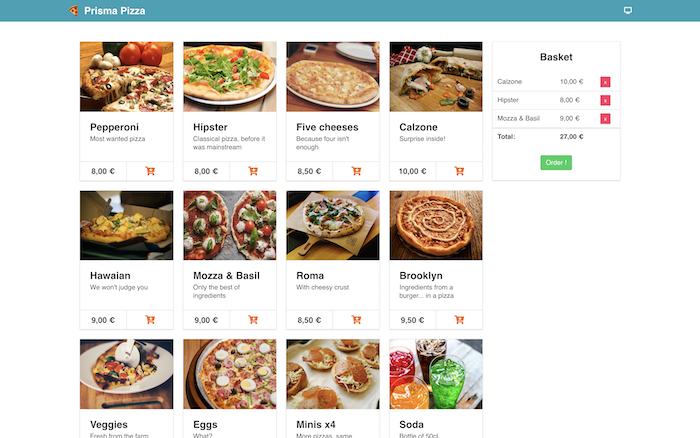 Prisma Pizza
Pepperoni
Most wanted pizza
8,00 €
Hipster
Classical pizza, before it
was mainstream
8,00 €
Five cheeses
Because four isn't
enough
8,50 €
Calzone
Surprise inside!
10,00 €
Basket
Calzone 10,00 € x
Hipster 8,00 € x
Mozza & Basil 9,00 € x
Total: 27,00 €
Order !
Hawaian
We won't judge you
9,00 €
Mozza & Basil
Only the best of
ingredients
9,00 €
Roma
With cheesy crust
8,50 €
Brooklyn
Ingredients from a
burger... in a pizza
9,50 €
Veggies
Fresh from the farm
Eggs
What?
Minis x4
More pizzas, same
Soda
Bottle of 50cl